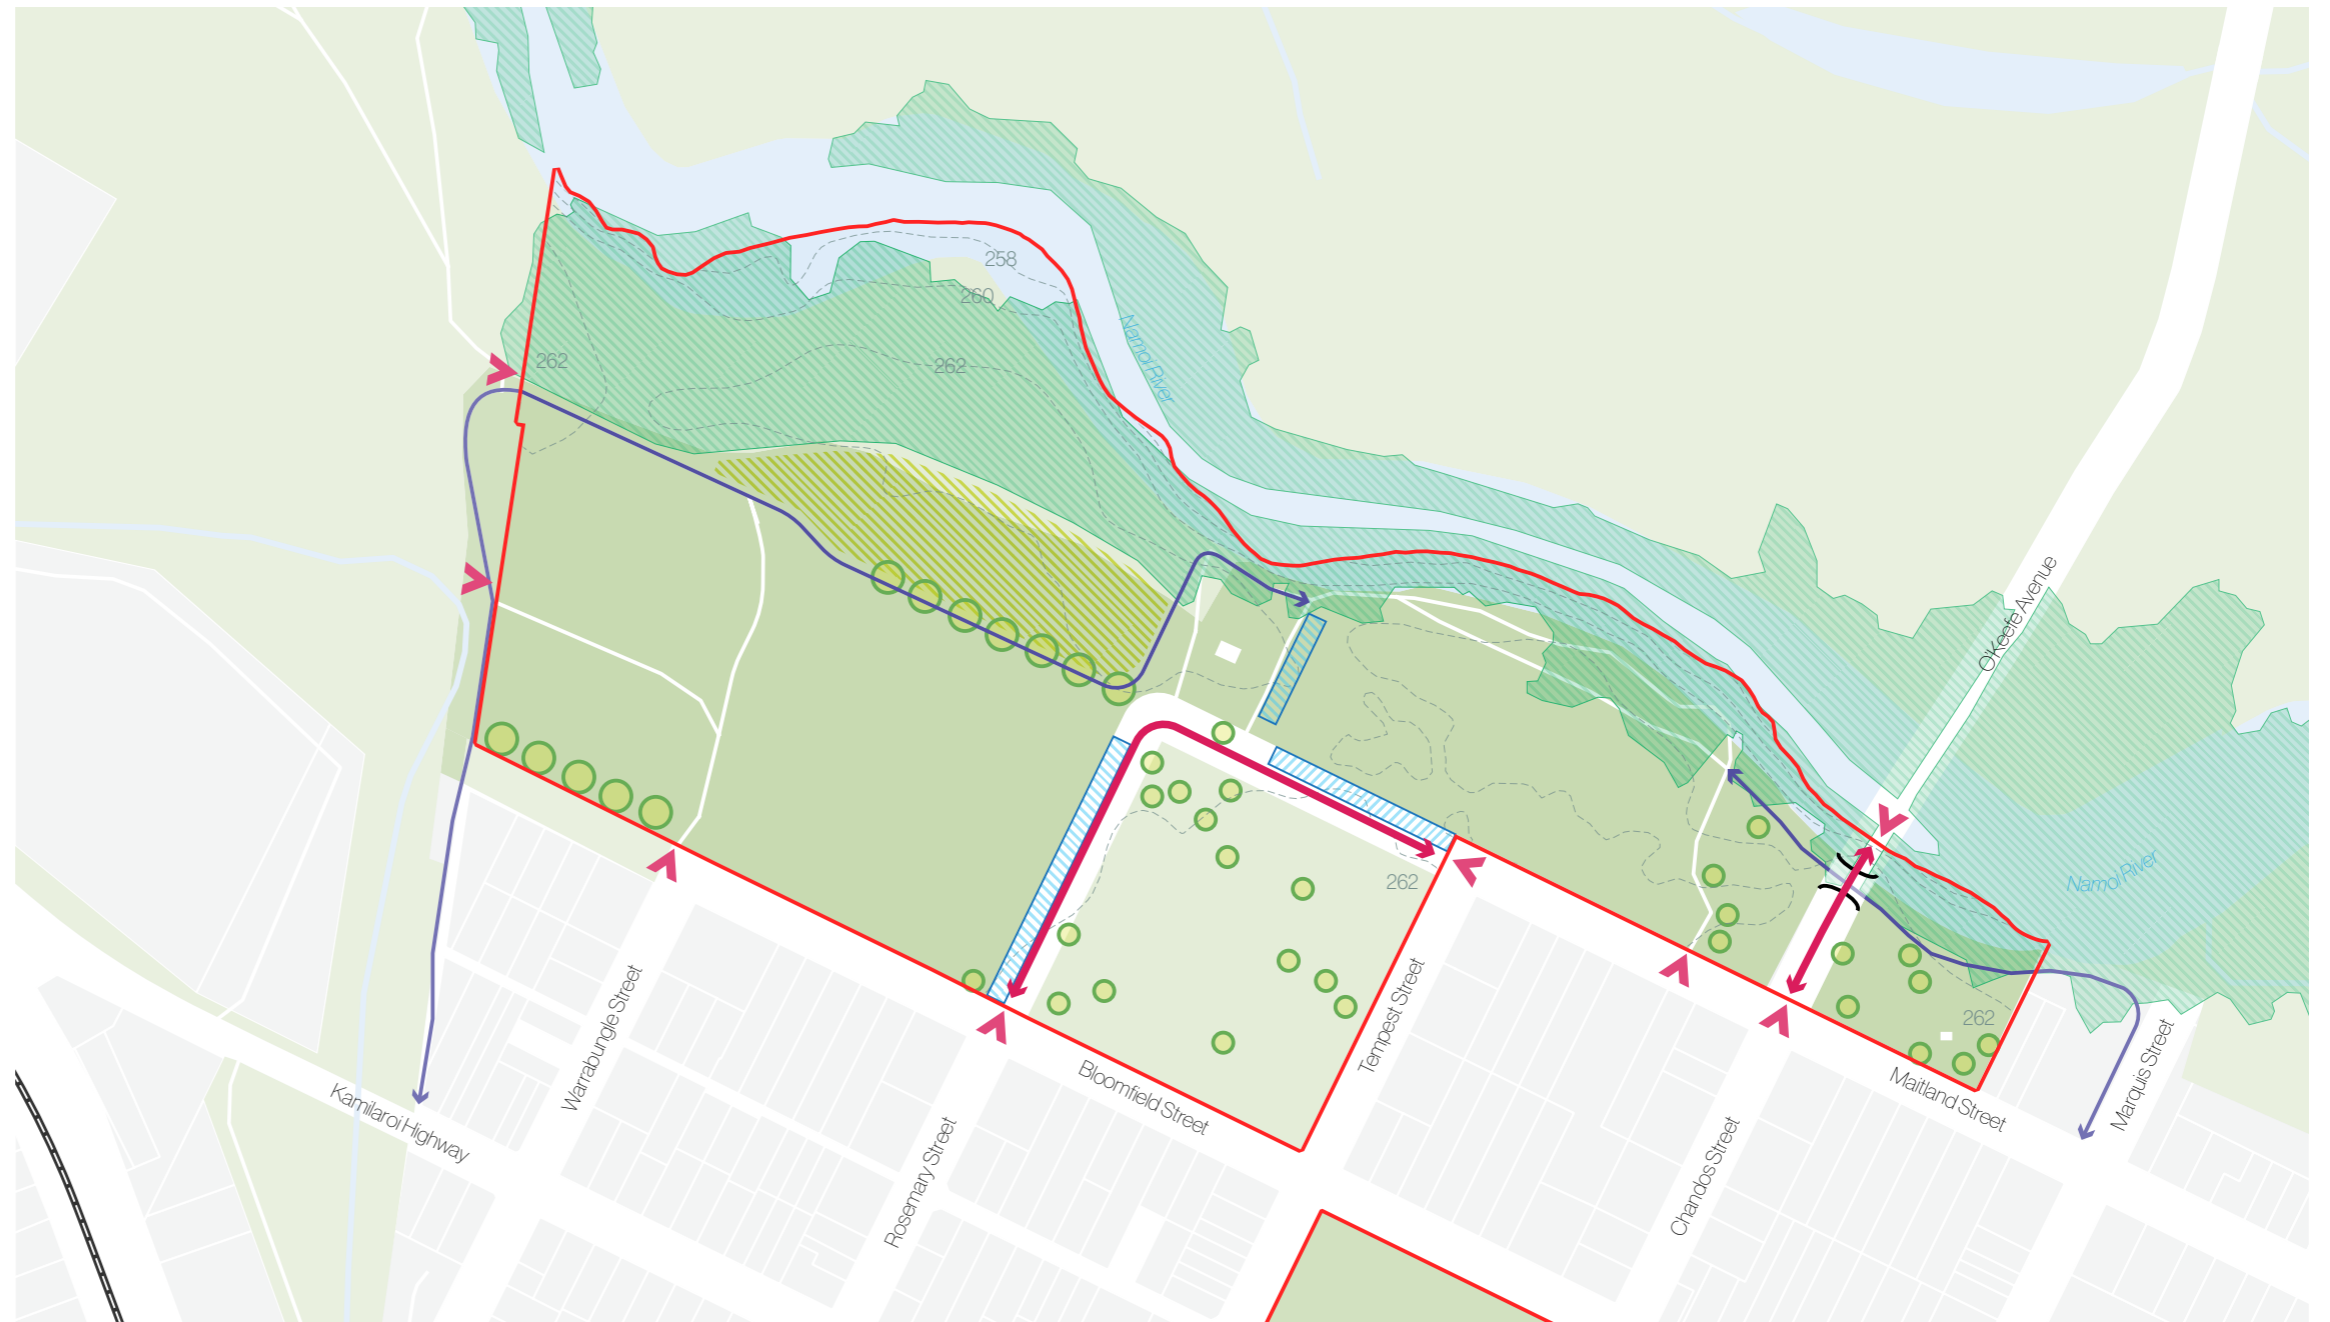 258
260
Namoi River
262
262
O'Keefe Avenue
262
Namoi River
Warrabungle Street
Tempest Street
262
Bloomfield Street
Kamilaroi Highway
Maitland Street
Marquis Street
Rosemary Street
Chandos Street